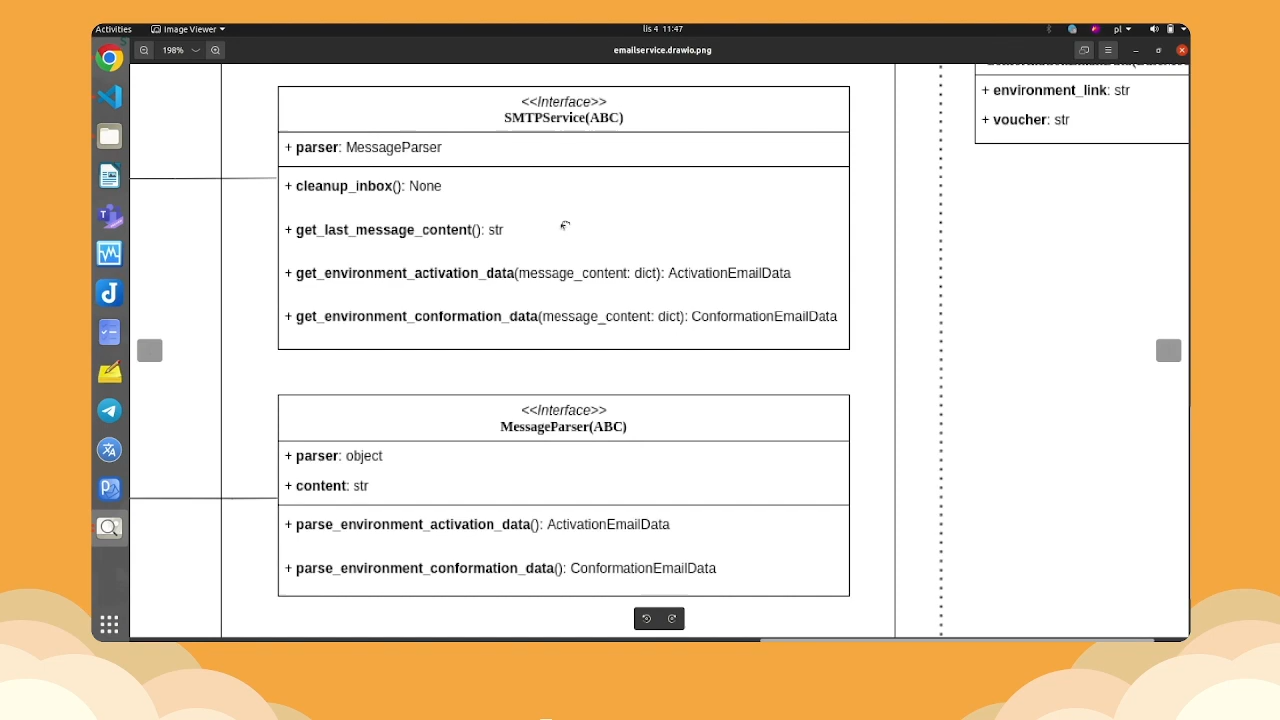 Activities
Image Viewer
lis 4 11:47
pl
198%
emailservice.drawio.png
<<Interface>>
SMTPService(ABC)
+ parser: MessageParser
+ cleanup_inbox(): None
+ get_last_message_content(): str
+ get_environment_activation_data(message_content: dict): ActivationEmailData
+ get_environment_conformation_data(message_content: dict): ConformationEmailData
<<Interface>>
MessageParser(ABC)
+ parser: object
+ content: str
+ parse_environment_activation_data(): ActivationEmailData
+ parse_environment_conformation_data(): ConformationEmailData
+ environment_link: str
+ voucher: str